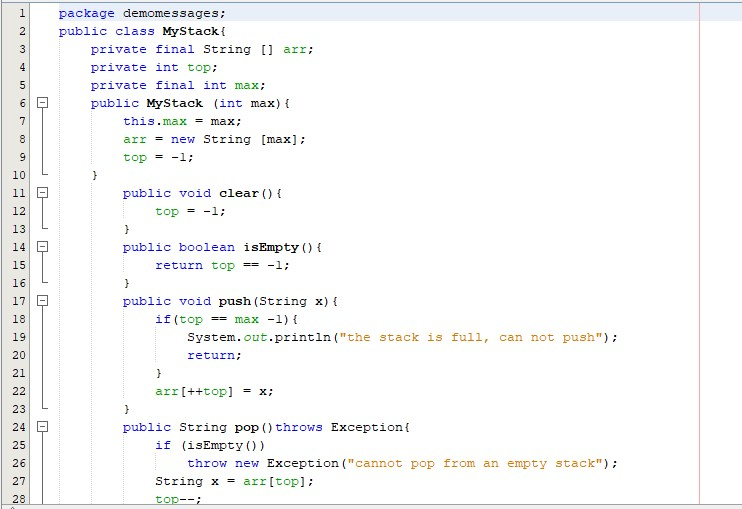 1 package demomessages;
2 public class MyStack{
3 private final String [] arr;
4 private int top;
5 private final int max;
6 public MyStack (int max){
7 this.max = max;
8 arr = new String [max];
9 top = -1;
10 }
11 public void clear(){
12 top = -1;
13 }
14 public boolean isEmpty(){
15 return top == -1;
16 }
17 public void push(String x){
18 if(top == max -1){
19 System.out.println("the stack is full, can not push");
20 return;
21 }
22 arr[++top] = x;
23 }
24 public String pop()throws Exception{
25 if (isEmpty())
26 throw new Exception("cannot pop from an empty stack");
27 String x = arr[top];
28 top--;